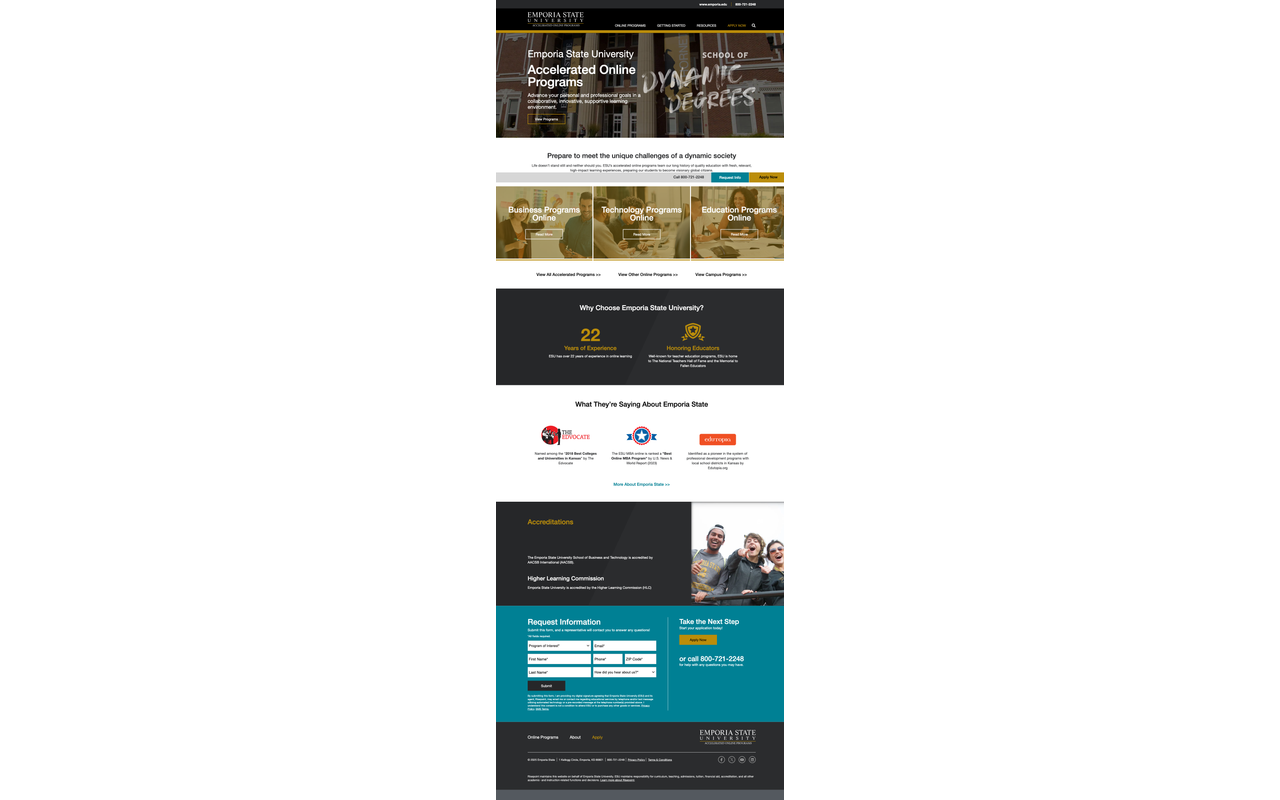 www.emporia.edu
800-721-2248
EMPORIA STATE
UNIVERSITY
ACCELERATED ONLINE PROGRAMS
ONLINE PROGRAMS
GETTING STARTED
RESOURCES
APPLY NOW
Emporia State University
Accelerated Online
Programs
Advance your personal and professional goals in a
collaborative, innovative, supportive learning
environment.
View Programs
SCHOOL OF
DYNAMIC
DEGREES
Prepare to meet the unique challenges of a dynamic society
Life doesn't stand still and neither should you. ESU's accelerated online programs team our long history of quality education with fresh, relevant,
high-impact learning experiences, preparing our students to become visionary global citizens.
Call 800-721-2248
Request Info
Apply Now
Business Programs
Online
Read More
Technology Programs
Online
Read More
Education Programs
Online
Read More
View All Accelerated Programs >>
View Other Online Programs >>
View Campus Programs >>
Why Choose Emporia State University?
22
Years of Experience
ESU has over 22 years of experience in online learning
Honoring Educators
Well-known for teacher education programs, ESU is home
to The National Teachers Hall of Fame and the Memorial to
Fallen Educators
What They're Saying About Emporia State
THE
EDVOCATE
Named among the "2018 Best Colleges
and Universities in Kansas" by The
Edvocate
The ESU MBA online is ranked a "Best
Online MBA Program" by U.S. News &
World Report (2023)
edutopia
Identified as a pioneer in the system of
professional development programs with
local school districts in Kansas by
Edutopia.org
More About Emporia State >>
Accreditations
The Emporia State University School of Business and Technology is accredited by
AACSB International (AACSB).
Higher Learning Commission
Emporia State University is accredited by the Higher Learning Commission (HLC)
Request Information
Submit this form, and a representative will contact you to answer any questions!
*All fields required.
Program of Interest*
Email*
First Name*
Phone*
ZIP Code*
Last Name*
How did you hear about us?*
Submit
Take the Next Step
Start your application today!
Apply Now
or call 800-721-2248
for help with any questions you may have.
Online Programs
About
Apply
EMPORIA STATE
UNIVERSITY
ACCELERATED ONLINE PROGRAMS
© 2025 Emporia State
1 Kellogg Circle, Emporia, KS 66801
800-721-2248
Privacy Policy
Terms & Conditions